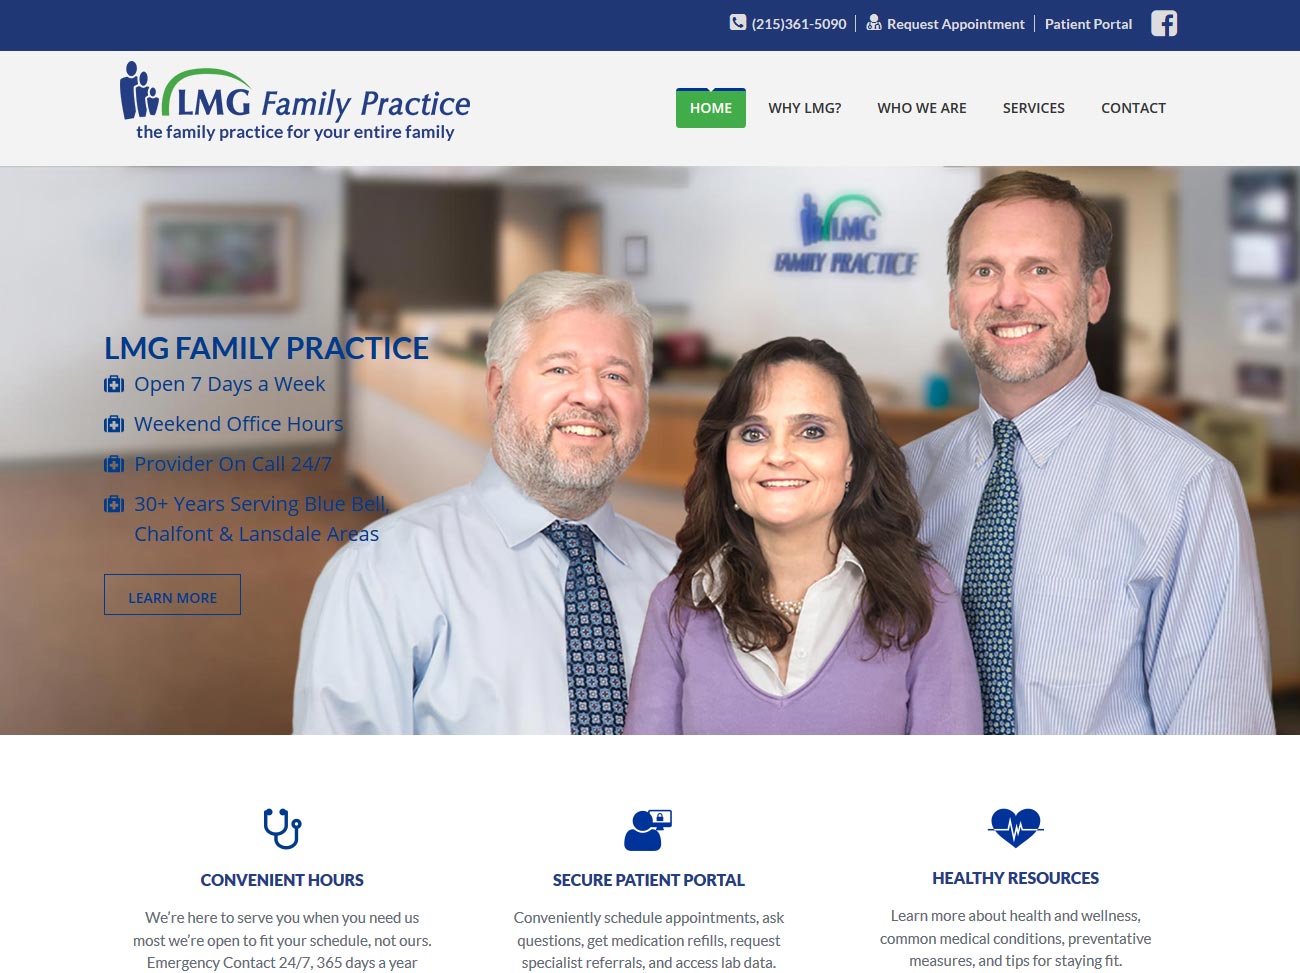 (215)361-5090 Request Appointment Patient Portal
LMG Family Practice
the family practice for your entire family
HOME WHY LMG? WHO WE ARE SERVICES CONTACT
LMG
FAMILY PRACTICE
LMG FAMILY PRACTICE
Open 7 Days a Week
Weekend Office Hours
Provider On Call 24/7
30+ Years Serving Blue Bell,
Chalfont & Lansdale Areas
LEARN MORE
CONVENIENT HOURS
We’re here to serve you when you need us
most we’re open to fit your schedule, not ours.
Emergency Contact 24/7, 365 days a year
SECURE PATIENT PORTAL
Conveniently schedule appointments, ask
questions, get medication refills, request
specialist referrals, and access lab data.
HEALTHY RESOURCES
Learn more about health and wellness,
common medical conditions, preventative
measures, and tips for staying fit.